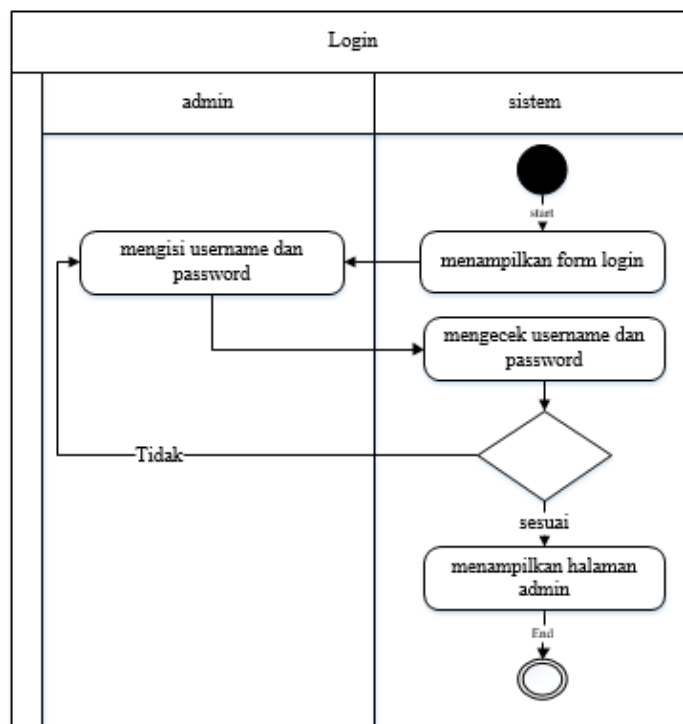 Login
admin
sistem
start
mengisi username dan
password
menampilkan form login
mengecek username dan
password
Tidak
sesuai
menampilkan halaman
admin
End